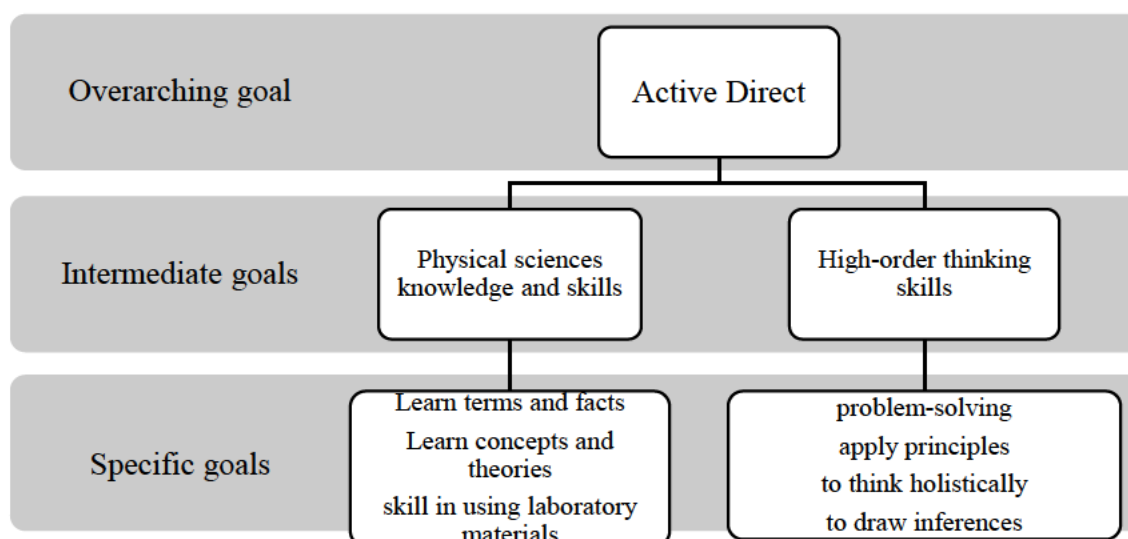 Overarching goal
Active Direct
Intermediate goals
Physical sciences
knowledge and skills
High-order thinking
skills
Specific goals
Learn terms and facts
Learn concepts and
theories
skill in using laboratory
materials
problem-solving
apply principles
to think holistically
to draw inferences